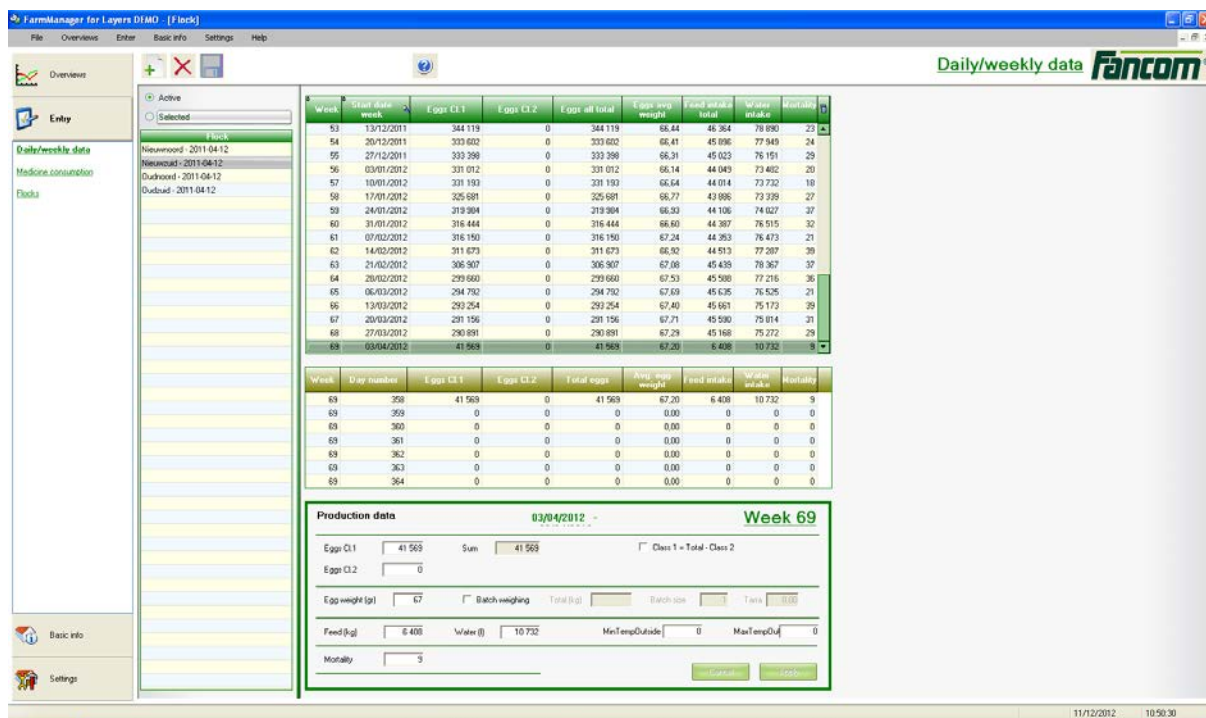 FarmManager for Layers DEMO - [Flock]
File Overviews Enter Basic info Settings Help
Overviews
Entry
Daily/weekly data
Medicine consumption
Flocks
Basic info
Settings
Active
Selected
Flock
Nieuwnoord - 2011-04-12
Nieuwzuid - 2011-04-12
Oudnoord - 2011-04-12
Oudzuid - 2011-04-12
Daily/weekly data Fancom
Week Start date week Eggs Cl.1 Eggs Cl.2 Eggs all total Eggs avg weight Feed intake total Water intake Mortality
53 13/12/2011 344 119 0 344 119 66,44 46 364 78 890 23
54 20/12/2011 333 602 0 333 602 66,41 45 896 77 949 24
55 27/12/2011 333 398 0 333 398 66,31 45 023 76 151 29
56 03/01/2012 331 012 0 331 012 66,14 44 049 73 482 20
57 10/01/2012 331 193 0 331 193 66,64 44 014 73 732 18
58 17/01/2012 325 681 0 325 681 66,77 43 886 73 339 27
59 24/01/2012 319 984 0 319 984 66,93 44 106 74 027 37
60 31/01/2012 316 444 0 316 444 66,60 44 387 76 515 32
61 07/02/2012 316 150 0 316 150 67,24 44 353 76 473 21
62 14/02/2012 311 673 0 311 673 66,92 44 513 77 287 39
63 21/02/2012 306 907 0 306 907 67,08 45 439 78 367 37
64 28/02/2012 299 660 0 299 660 67,53 45 588 77 216 36
65 06/03/2012 294 792 0 294 792 67,69 45 635 76 525 21
66 13/03/2012 293 254 0 293 254 67,40 45 661 75 173 39
67 20/03/2012 291 156 0 291 156 67,71 45 590 75 814 31
68 27/03/2012 290 891 0 290 891 67,29 45 168 75 272 29
69 03/04/2012 41 569 0 41 569 67,20 6 408 10 732 9
Week Day number Eggs Cl.1 Eggs Cl.2 Total eggs Avg. egg weight Feed intake Water intake Mortality
69 358 41 569 0 41 569 67,20 6 408 10 732 9
69 359 0 0 0 0,00 0 0 0
69 360 0 0 0 0,00 0 0 0
69 361 0 0 0 0,00 0 0 0
69 362 0 0 0 0,00 0 0 0
69 363 0 0 0 0,00 0 0 0
69 364 0 0 0 0,00 0 0 0
Production data 03/04/2012 - Week 69
Eggs Cl.1 41 569 Sum 41 569 Class 1 = Total - Class 2
Eggs Cl.2 0
Egg weight (gr) 67 Batch weighing Total (kg) Batch size 1 Tarra 0,00
Feed (kg) 6 408 Water (l) 10 732 MinTempOutside 0 MaxTempOut 0
Mortality 9
Cancel Apply
11/12/2012 10:50:30